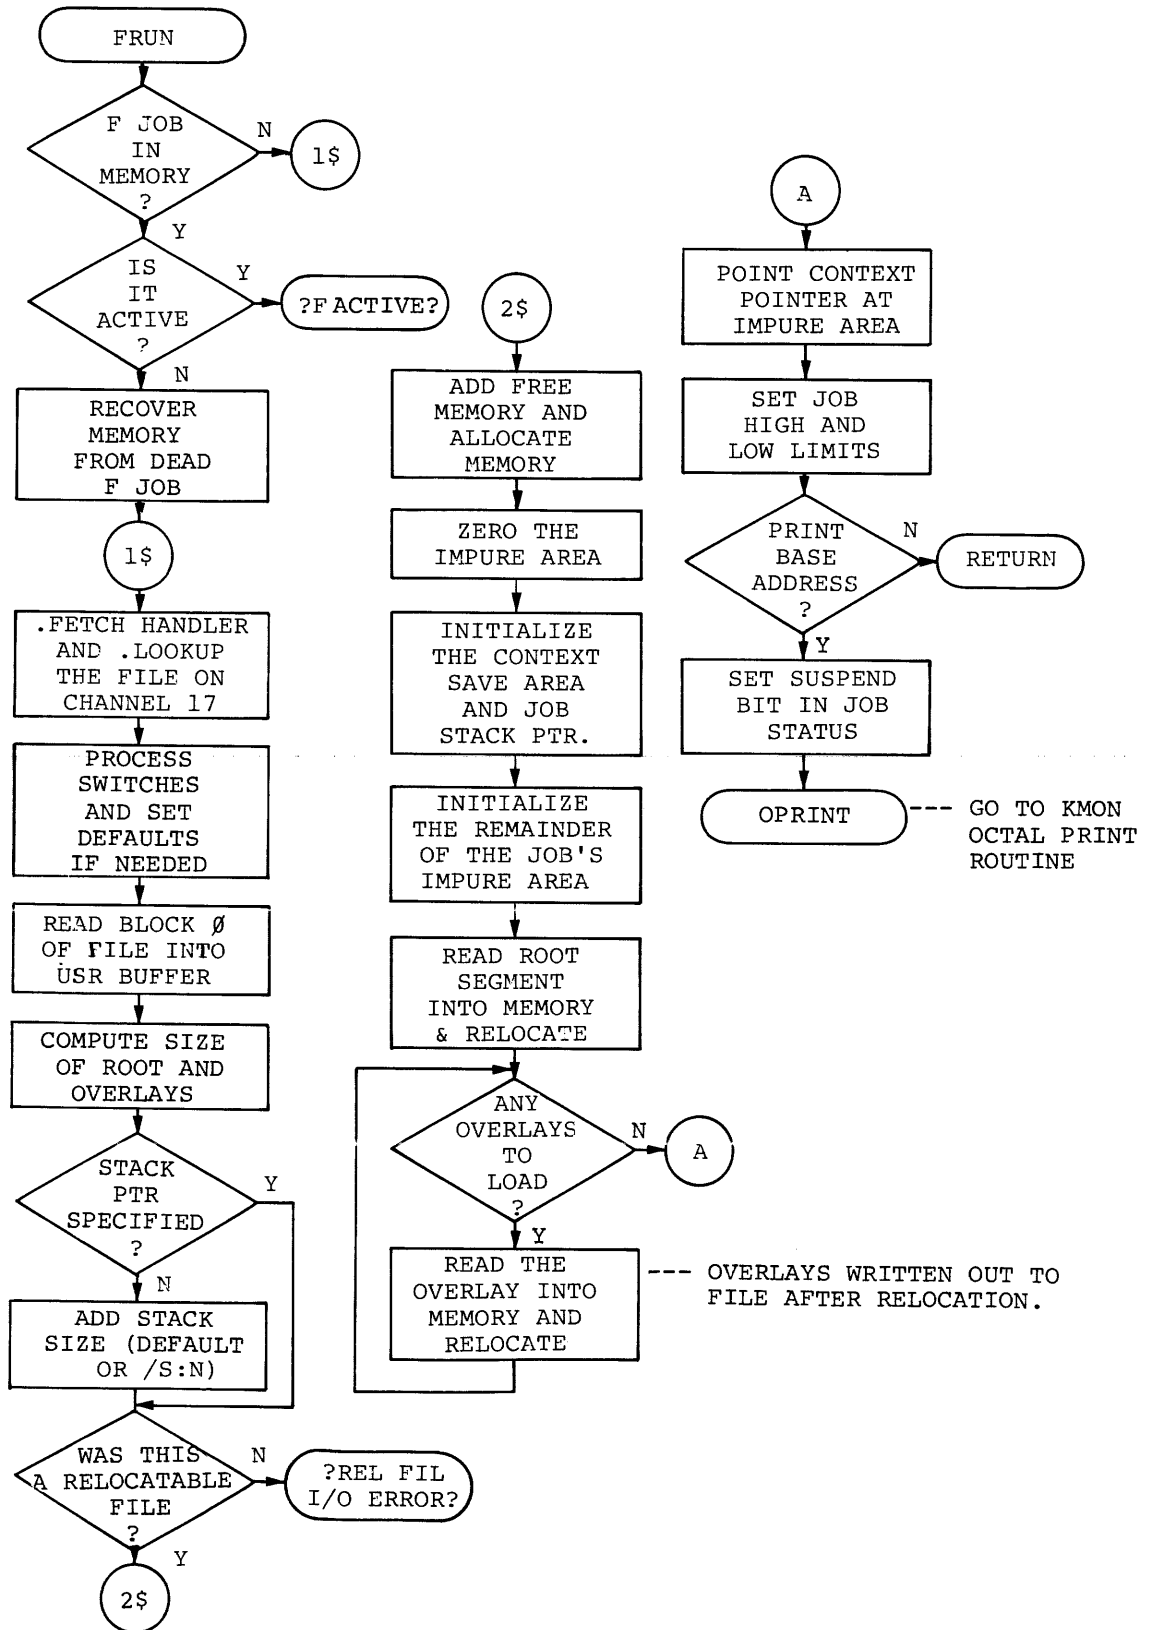 FRUN
F JOB
IN
MEMORY
?
N
1$
Y
IS
IT
ACTIVE
?
Y
?F ACTIVE?
N
RECOVER
MEMORY
FROM DEAD
F JOB
1$
.FETCH HANDLER
AND .LOOKUP
THE FILE ON
CHANNEL 17
PROCESS
SWITCHES
AND SET
DEFAULTS
IF NEEDED
READ BLOCK Ø
OF FILE INTO
USR BUFFER
COMPUTE SIZE
OF ROOT AND
OVERLAYS
STACK
PTR
SPECIFIED
?
Y
N
ADD STACK
SIZE (DEFAULT
OR /S:N)
WAS THIS
A RELOCATABLE
FILE
?
N
?REL FIL
I/O ERROR?
Y
2$
2$
ADD FREE
MEMORY AND
ALLOCATE
MEMORY
ZERO THE
IMPURE AREA
INITIALIZE
THE CONTEXT
SAVE AREA
AND JOB
STACK PTR.
INITIALIZE
THE REMAINDER
OF THE JOB'S
IMPURE AREA
READ ROOT
SEGMENT
INTO MEMORY
& RELOCATE
ANY
OVERLAYS
TO
LOAD
?
N
A
Y
READ THE
OVERLAY INTO
MEMORY AND
RELOCATE
--- OVERLAYS WRITTEN OUT TO
FILE AFTER RELOCATION.
A
POINT CONTEXT
POINTER AT
IMPURE AREA
SET JOB
HIGH AND
LOW LIMITS
PRINT
BASE
ADDRESS
?
N
RETURN
Y
SET SUSPEND
BIT IN JOB
STATUS
OPRINT
--- GO TO KMON
OCTAL PRINT
ROUTINE